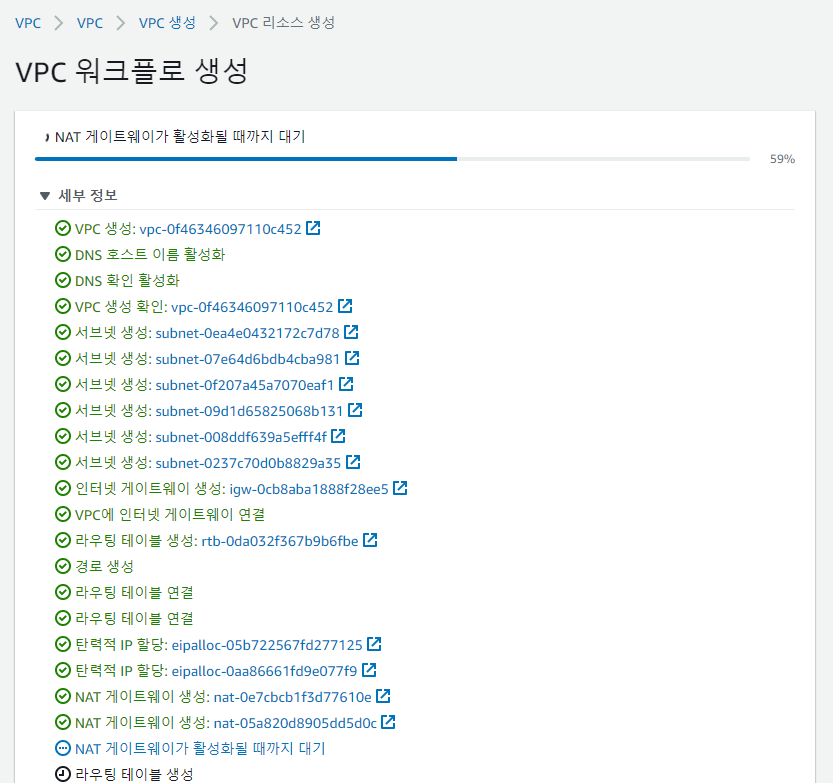 VPC > VPC > VPC 생성 > VPC 리소스 생성
VPC 워크플로 생성
NAT 게이트웨이가 활성화될 때까지 대기
59%
▼ 세부 정보
VPC 생성: vpc-0f46346097110c452
DNS 호스트 이름 활성화
DNS 확인 활성화
VPC 생성 확인: vpc-0f46346097110c452
서브넷 생성: subnet-0ea4e0432172c7d78
서브넷 생성: subnet-07e64d6bdb4cba981
서브넷 생성: subnet-0f207a45a7070eaf1
서브넷 생성: subnet-09d1d65825068b131
서브넷 생성: subnet-008ddf639a5efff4f
서브넷 생성: subnet-0237c70d0b8829a35
인터넷 게이트웨이 생성: igw-0cb8aba1888f28ee5
VPC에 인터넷 게이트웨이 연결
라우팅 테이블 생성: rtb-0da032f367b9b6fbe
경로 생성
라우팅 테이블 연결
라우팅 테이블 연결
탄력적 IP 할당: eipalloc-05b722567fd277125
탄력적 IP 할당: eipalloc-0aa86661fd9e077f9
NAT 게이트웨이 생성: nat-0e7cbcb1f3d77610e
NAT 게이트웨이 생성: nat-05a820d8905dd5d0c
NAT 게이트웨이가 활성화될 때까지 대기
라우팅 테이블 생성